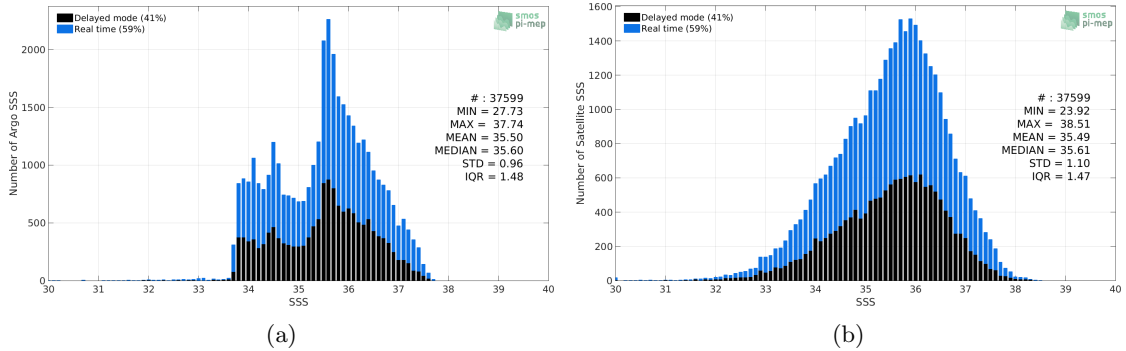 Delayed mode (41%)
Real time (59%)
smos
pi-mep
# : 37599
MIN = 27.73
MAX = 37.74
MEAN = 35.50
MEDIAN = 35.60
STD = 0.96
IQR = 1.48
Number of Argo SSS
2000
1500
1000
500
0
30 31 32 33 34 35 36 37 38 39 40
SSS
(a)
Delayed mode (41%)
Real time (59%)
smos
pi-mep
# : 37599
MIN = 23.92
MAX = 38.51
MEAN = 35.49
MEDIAN = 35.61
STD = 1.10
IQR = 1.47
Number of Satellite SSS
1600
1400
1200
1000
800
600
400
200
0
30 31 32 33 34 35 36 37 38 39 40
SSS
(b)